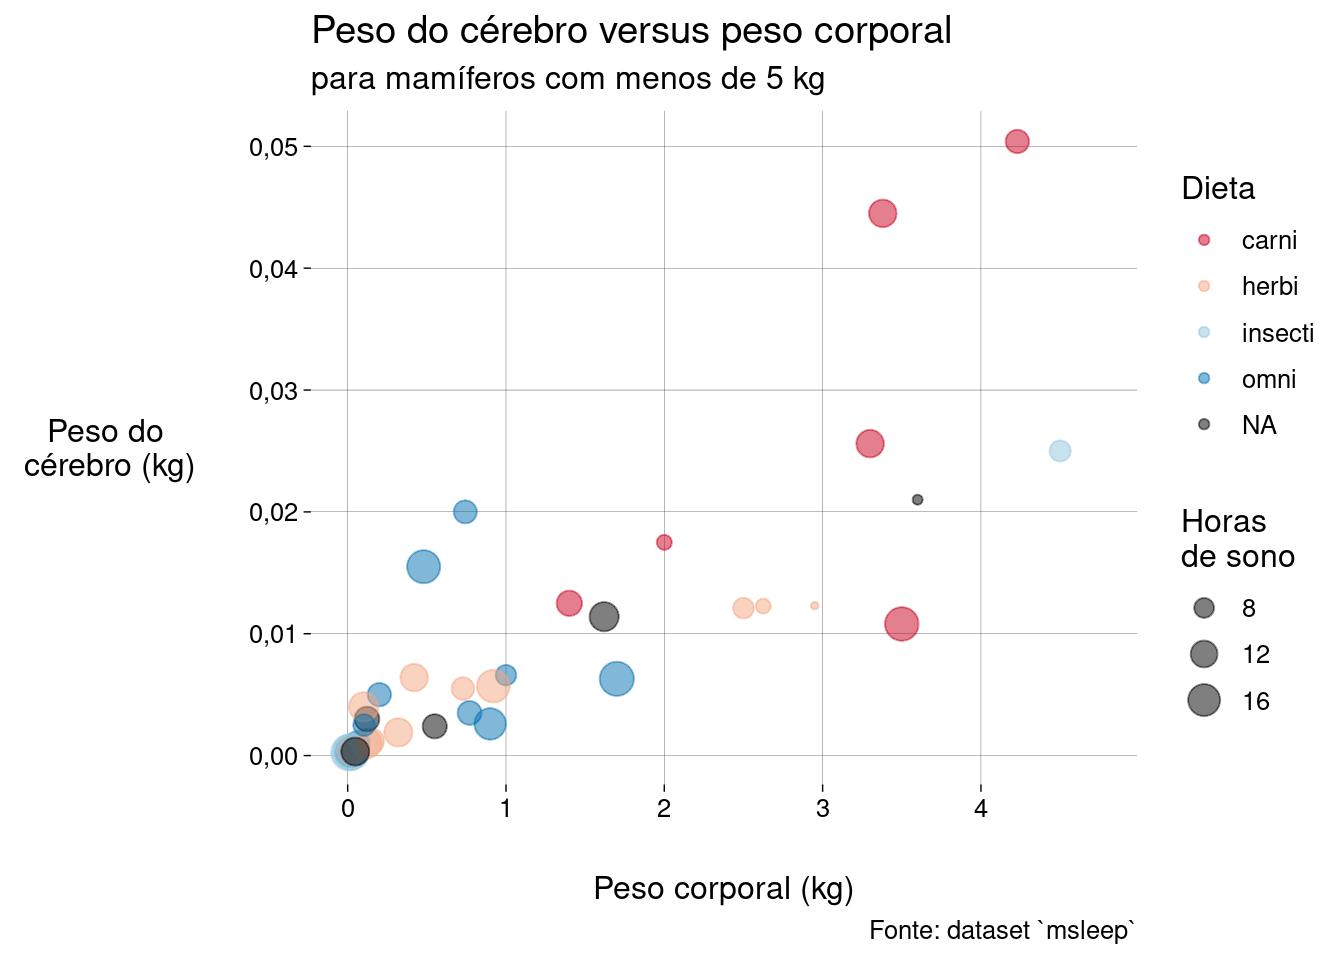 Peso do cérebro versus peso corporal
para mamíferos com menos de 5 kg
0,05
0,04
0,03
0,02
0,01
0,00
Peso do
cérebro (kg)
0 1 2 3 4
Peso corporal (kg)
Fonte: dataset `msleep`
Dieta
carni
herbi
insecti
omni
NA
Horas
de sono
8
12
16